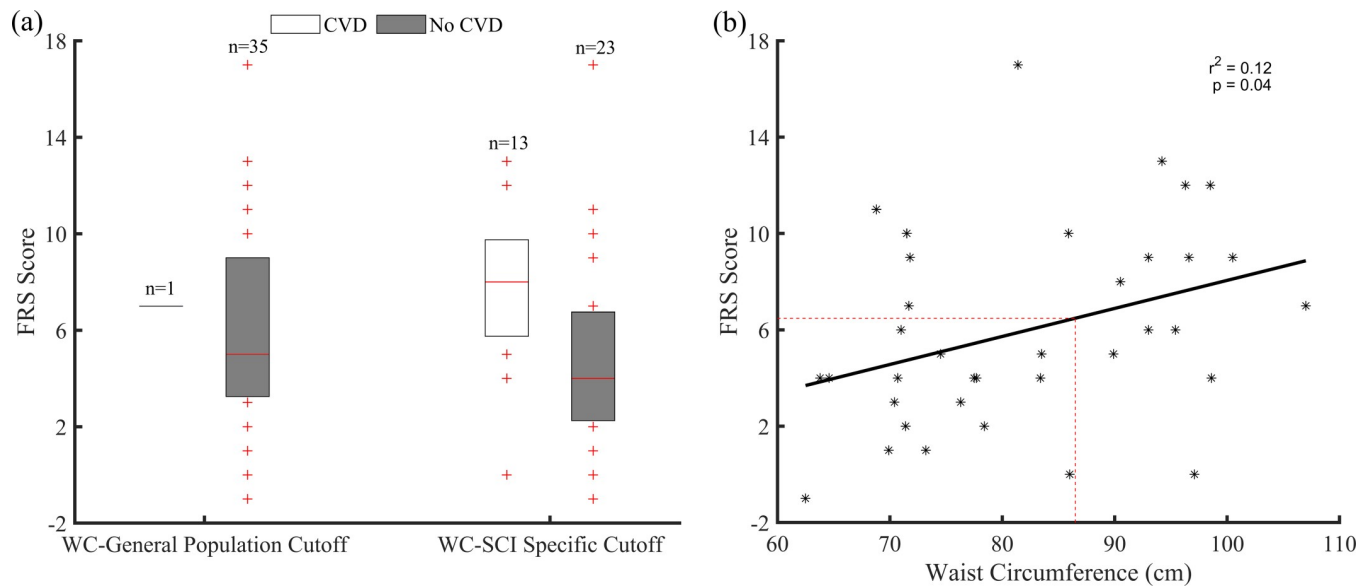 (a)
CVD
No CVD
FRS Score
18
14
10
6
2
-2
n=35
n=23
n=13
n=1
WC-General Population Cutoff
WC-SCI Specific Cutoff
(b)
FRS Score
18
14
10
6
2
-2
r² = 0.12
p = 0.04
60
70
80
90
100
110
Waist Circumference (cm)